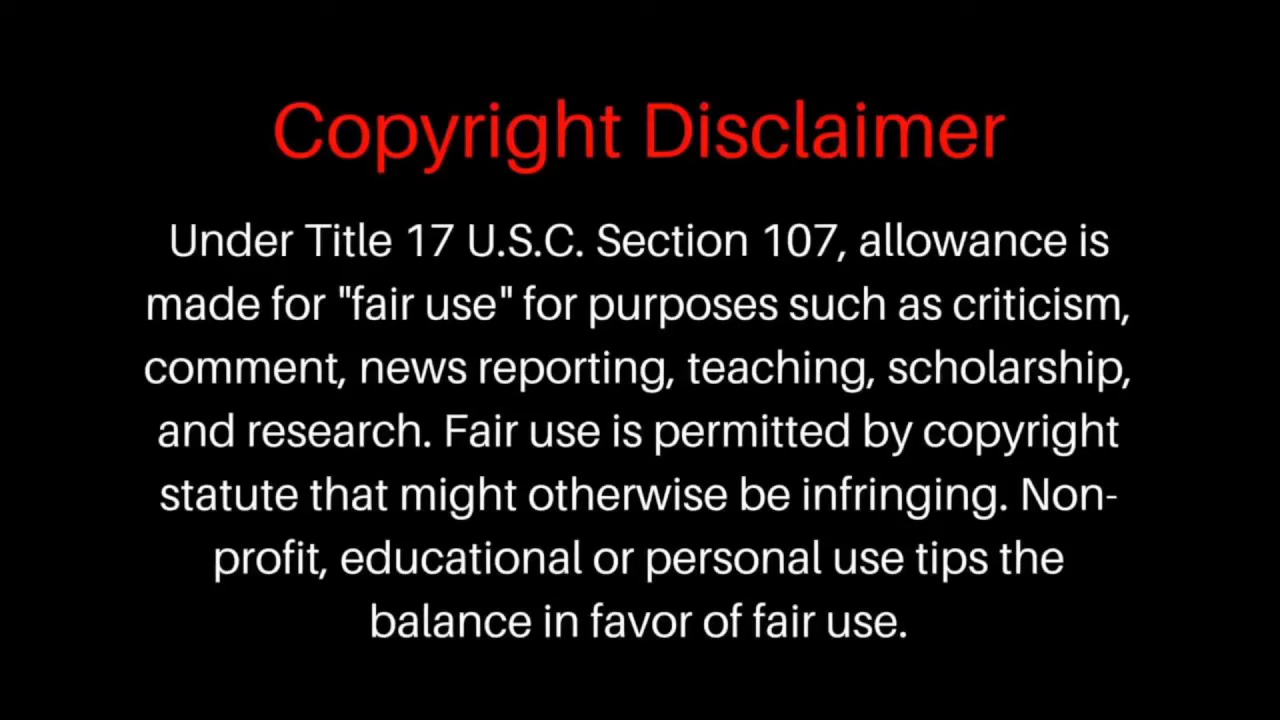 Copyright Disclaimer
Under Title 17 U.S.C. Section 107, allowance is
made for "fair use" for purposes such as criticism,
comment, news reporting, teaching, scholarship,
and research. Fair use is permitted by copyright
statute that might otherwise be infringing. Non-
profit, educational or personal use tips the
balance in favor of fair use.